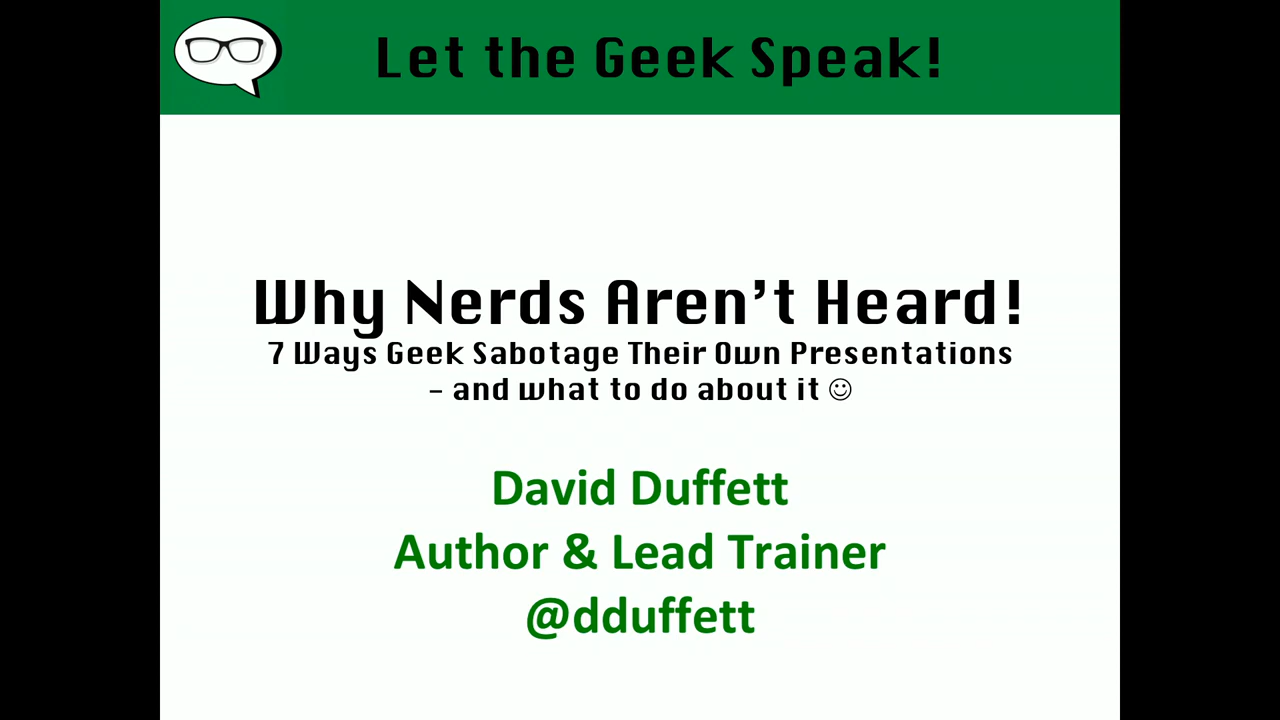 Let the Geek Speak!
Why Nerds Aren’t Heard!
7 Ways Geek Sabotage Their Own Presentations
– and what to do about it ☺
David Duffett
Author & Lead Trainer
@dduffett